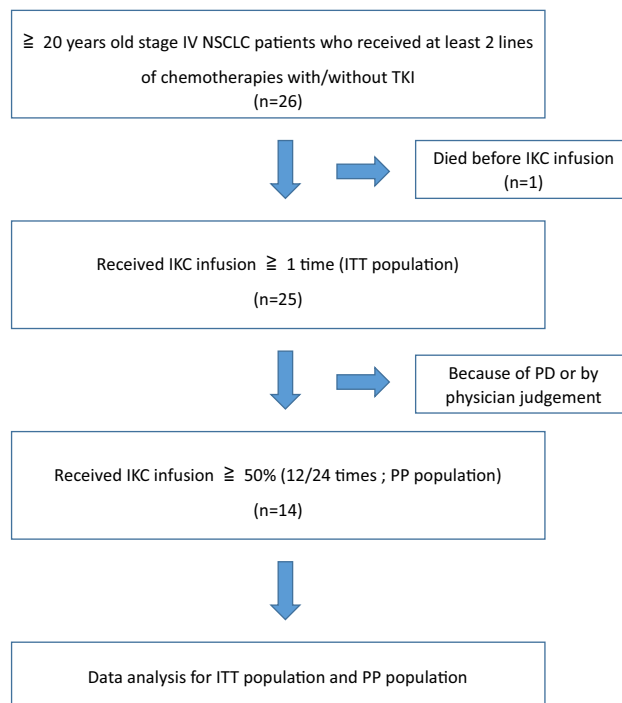 ≧ 20 years old stage IV NSCLC patients who received at least 2 lines
of chemotherapies with/without TKI
(n=26)
Died before IKC infusion
(n=1)
Received IKC infusion ≧ 1 time (ITT population)
(n=25)
Because of PD or by
physician judgement
Received IKC infusion ≧ 50% (12/24 times ; PP population)
(n=14)
Data analysis for ITT population and PP population